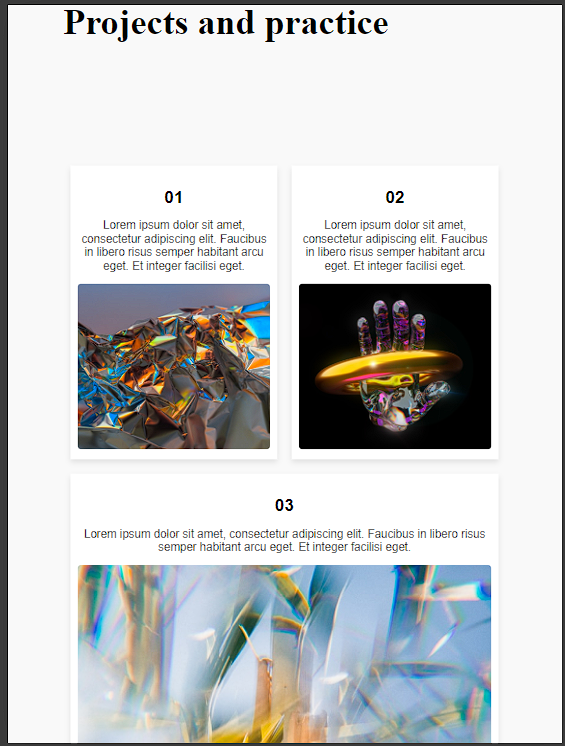 Projects and practice
01
Lorem ipsum dolor sit amet,
consectetur adipiscing elit. Faucibus
in libero risus semper habitant arcu
eget. Et integer facilisi eget.
02
Lorem ipsum dolor sit amet,
consectetur adipiscing elit. Faucibus
in libero risus semper habitant arcu
eget. Et integer facilisi eget.
03
Lorem ipsum dolor sit amet, consectetur adipiscing elit. Faucibus in libero risus
semper habitant arcu eget. Et integer facilisi eget.